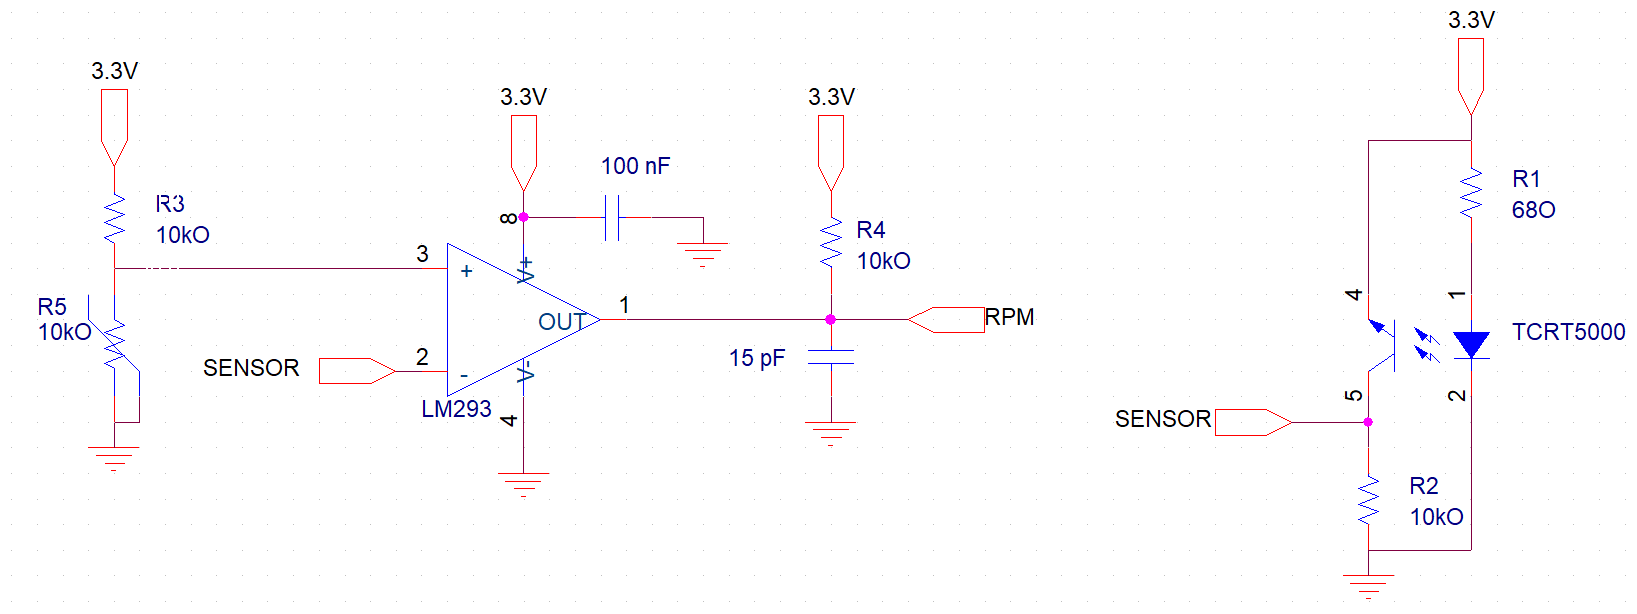 3.3V
R3
10kO
R5
10kO
SENSOR
3.3V
100 nF
8
3
+
V+
OUT
1
2
-
V-
LM293
4
3.3V
R4
10kO
RPM
15 pF
3.3V
R1
68O
4
1
TCRT5000
5
2
SENSOR
R2
10kO